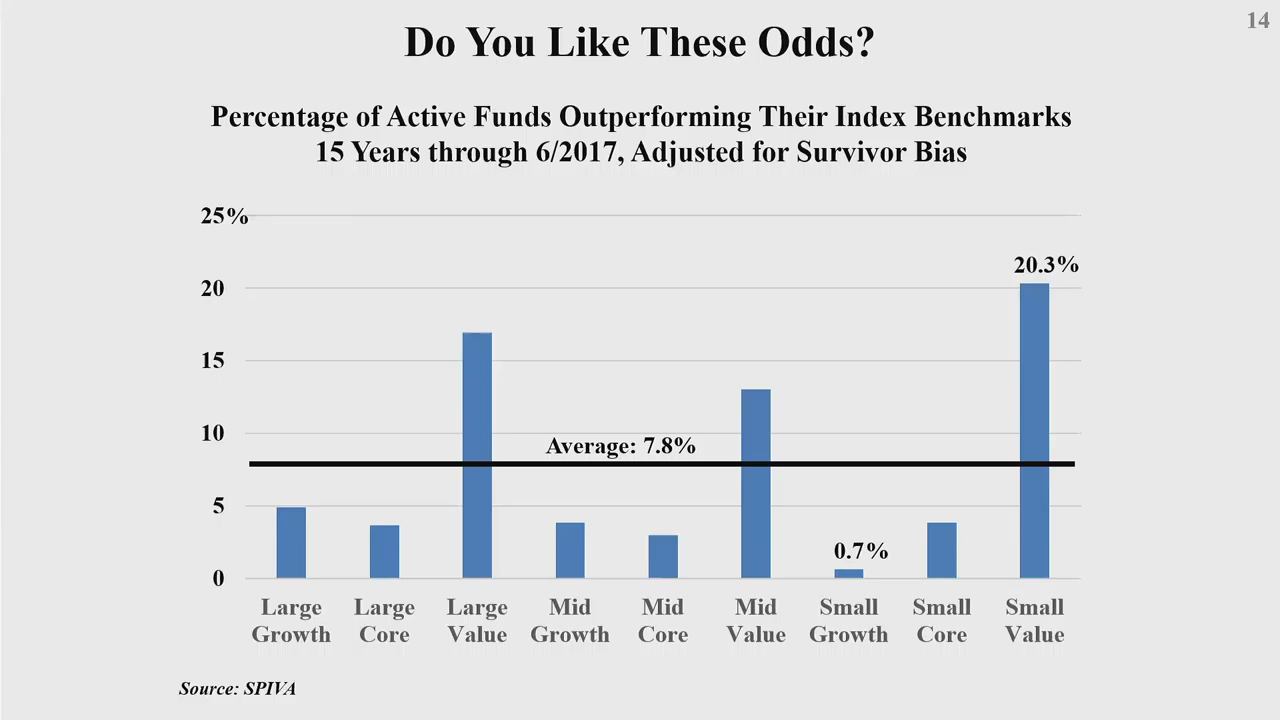 14
Do You Like These Odds?
Percentage of Active Funds Outperforming Their Index Benchmarks
15 Years through 6/2017, Adjusted for Survivor Bias
25%
20
15
10
5
0
20.3%
Average: 7.8%
0.7%
Large Growth
Large Core
Large Value
Mid Growth
Mid Core
Mid Value
Small Growth
Small Core
Small Value
Source: SPIVA